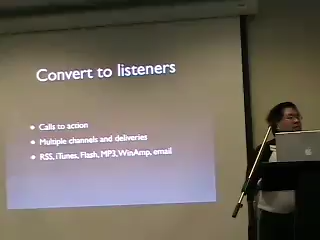 Convert to listeners
• Calls to action
• Multiple channels and deliveries
• RSS, iTunes, Flash, MP3, WinAmp, email